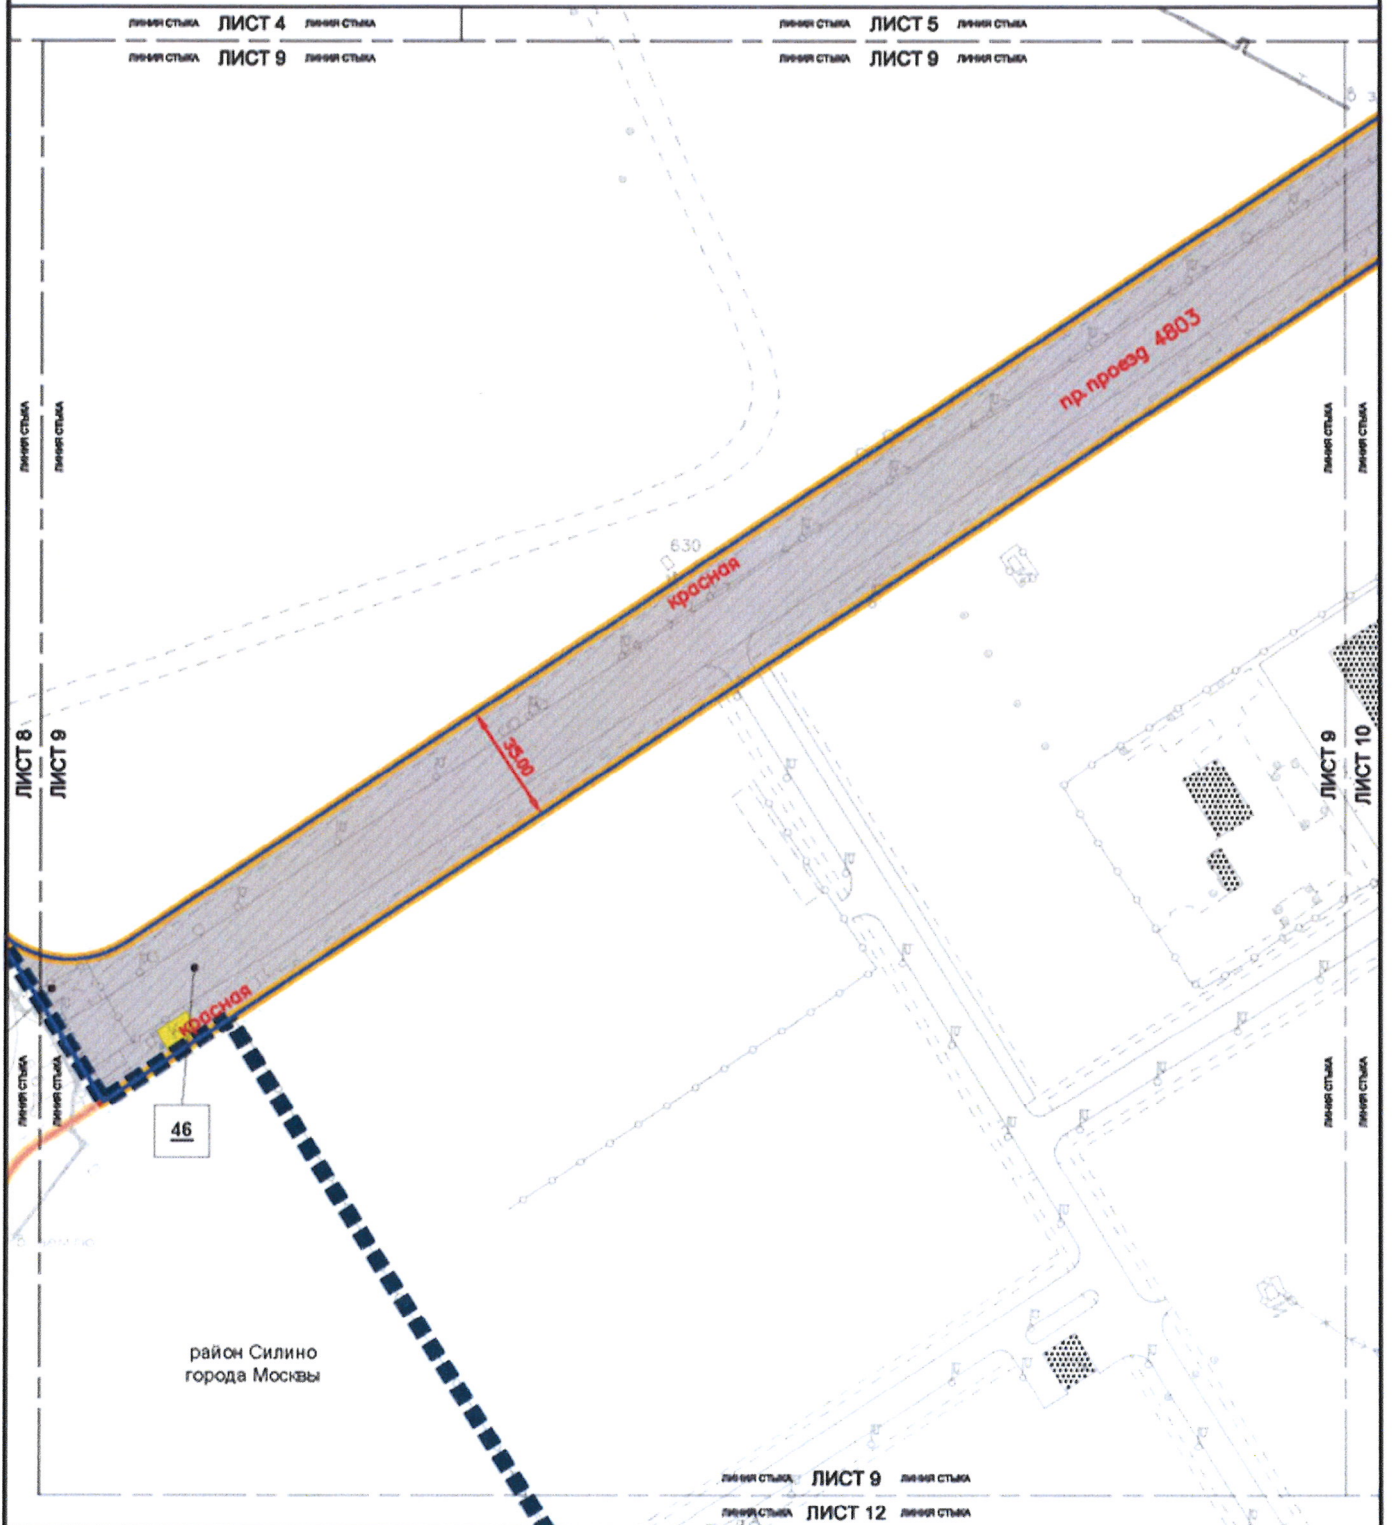 линия стыка ЛИСТ 4 линия стыка
линия стыка ЛИСТ 5 линия стыка
линия стыка ЛИСТ 9 линия стыка
линия стыка ЛИСТ 9 линия стыка
пр. проезд 4803
линия стыка
линия стыка
линия стыка
линия стыка
630
красная
35.00
ЛИСТ 8
ЛИСТ 9
ЛИСТ 9
ЛИСТ 10
красная
линия стыка
линия стыка
линия стыка
линия стыка
46
район Силино
города Москвы
линия стыка ЛИСТ 9 линия стыка
линия стыка ЛИСТ 12 линия стыка